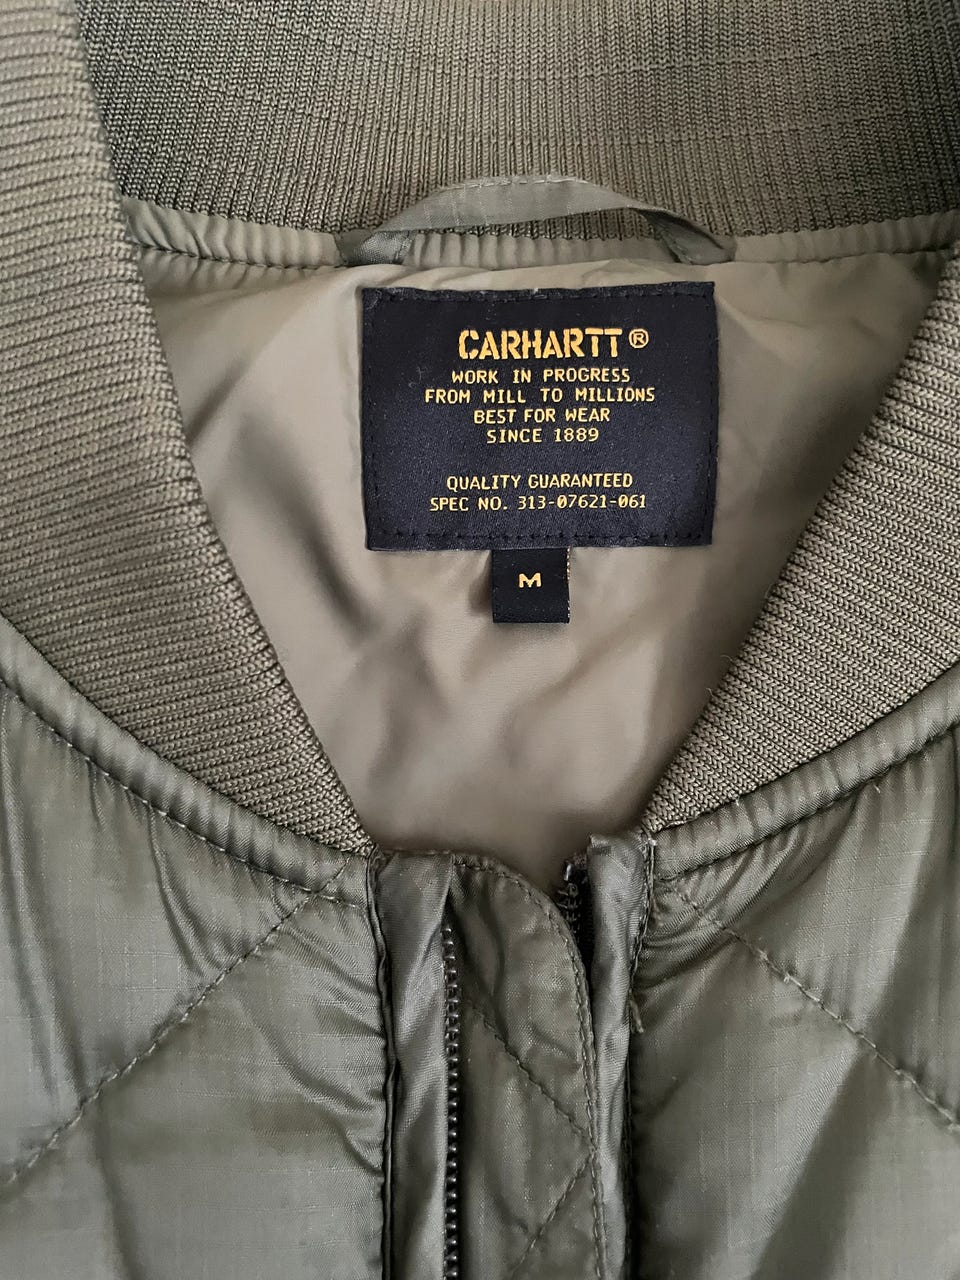 CARHARTT®
WORK IN PROGRESS
FROM MILL TO MILLIONS
BEST FOR WEAR
SINCE 1889
QUALITY GUARANTEED
SPEC NO. 313-07621-061
M